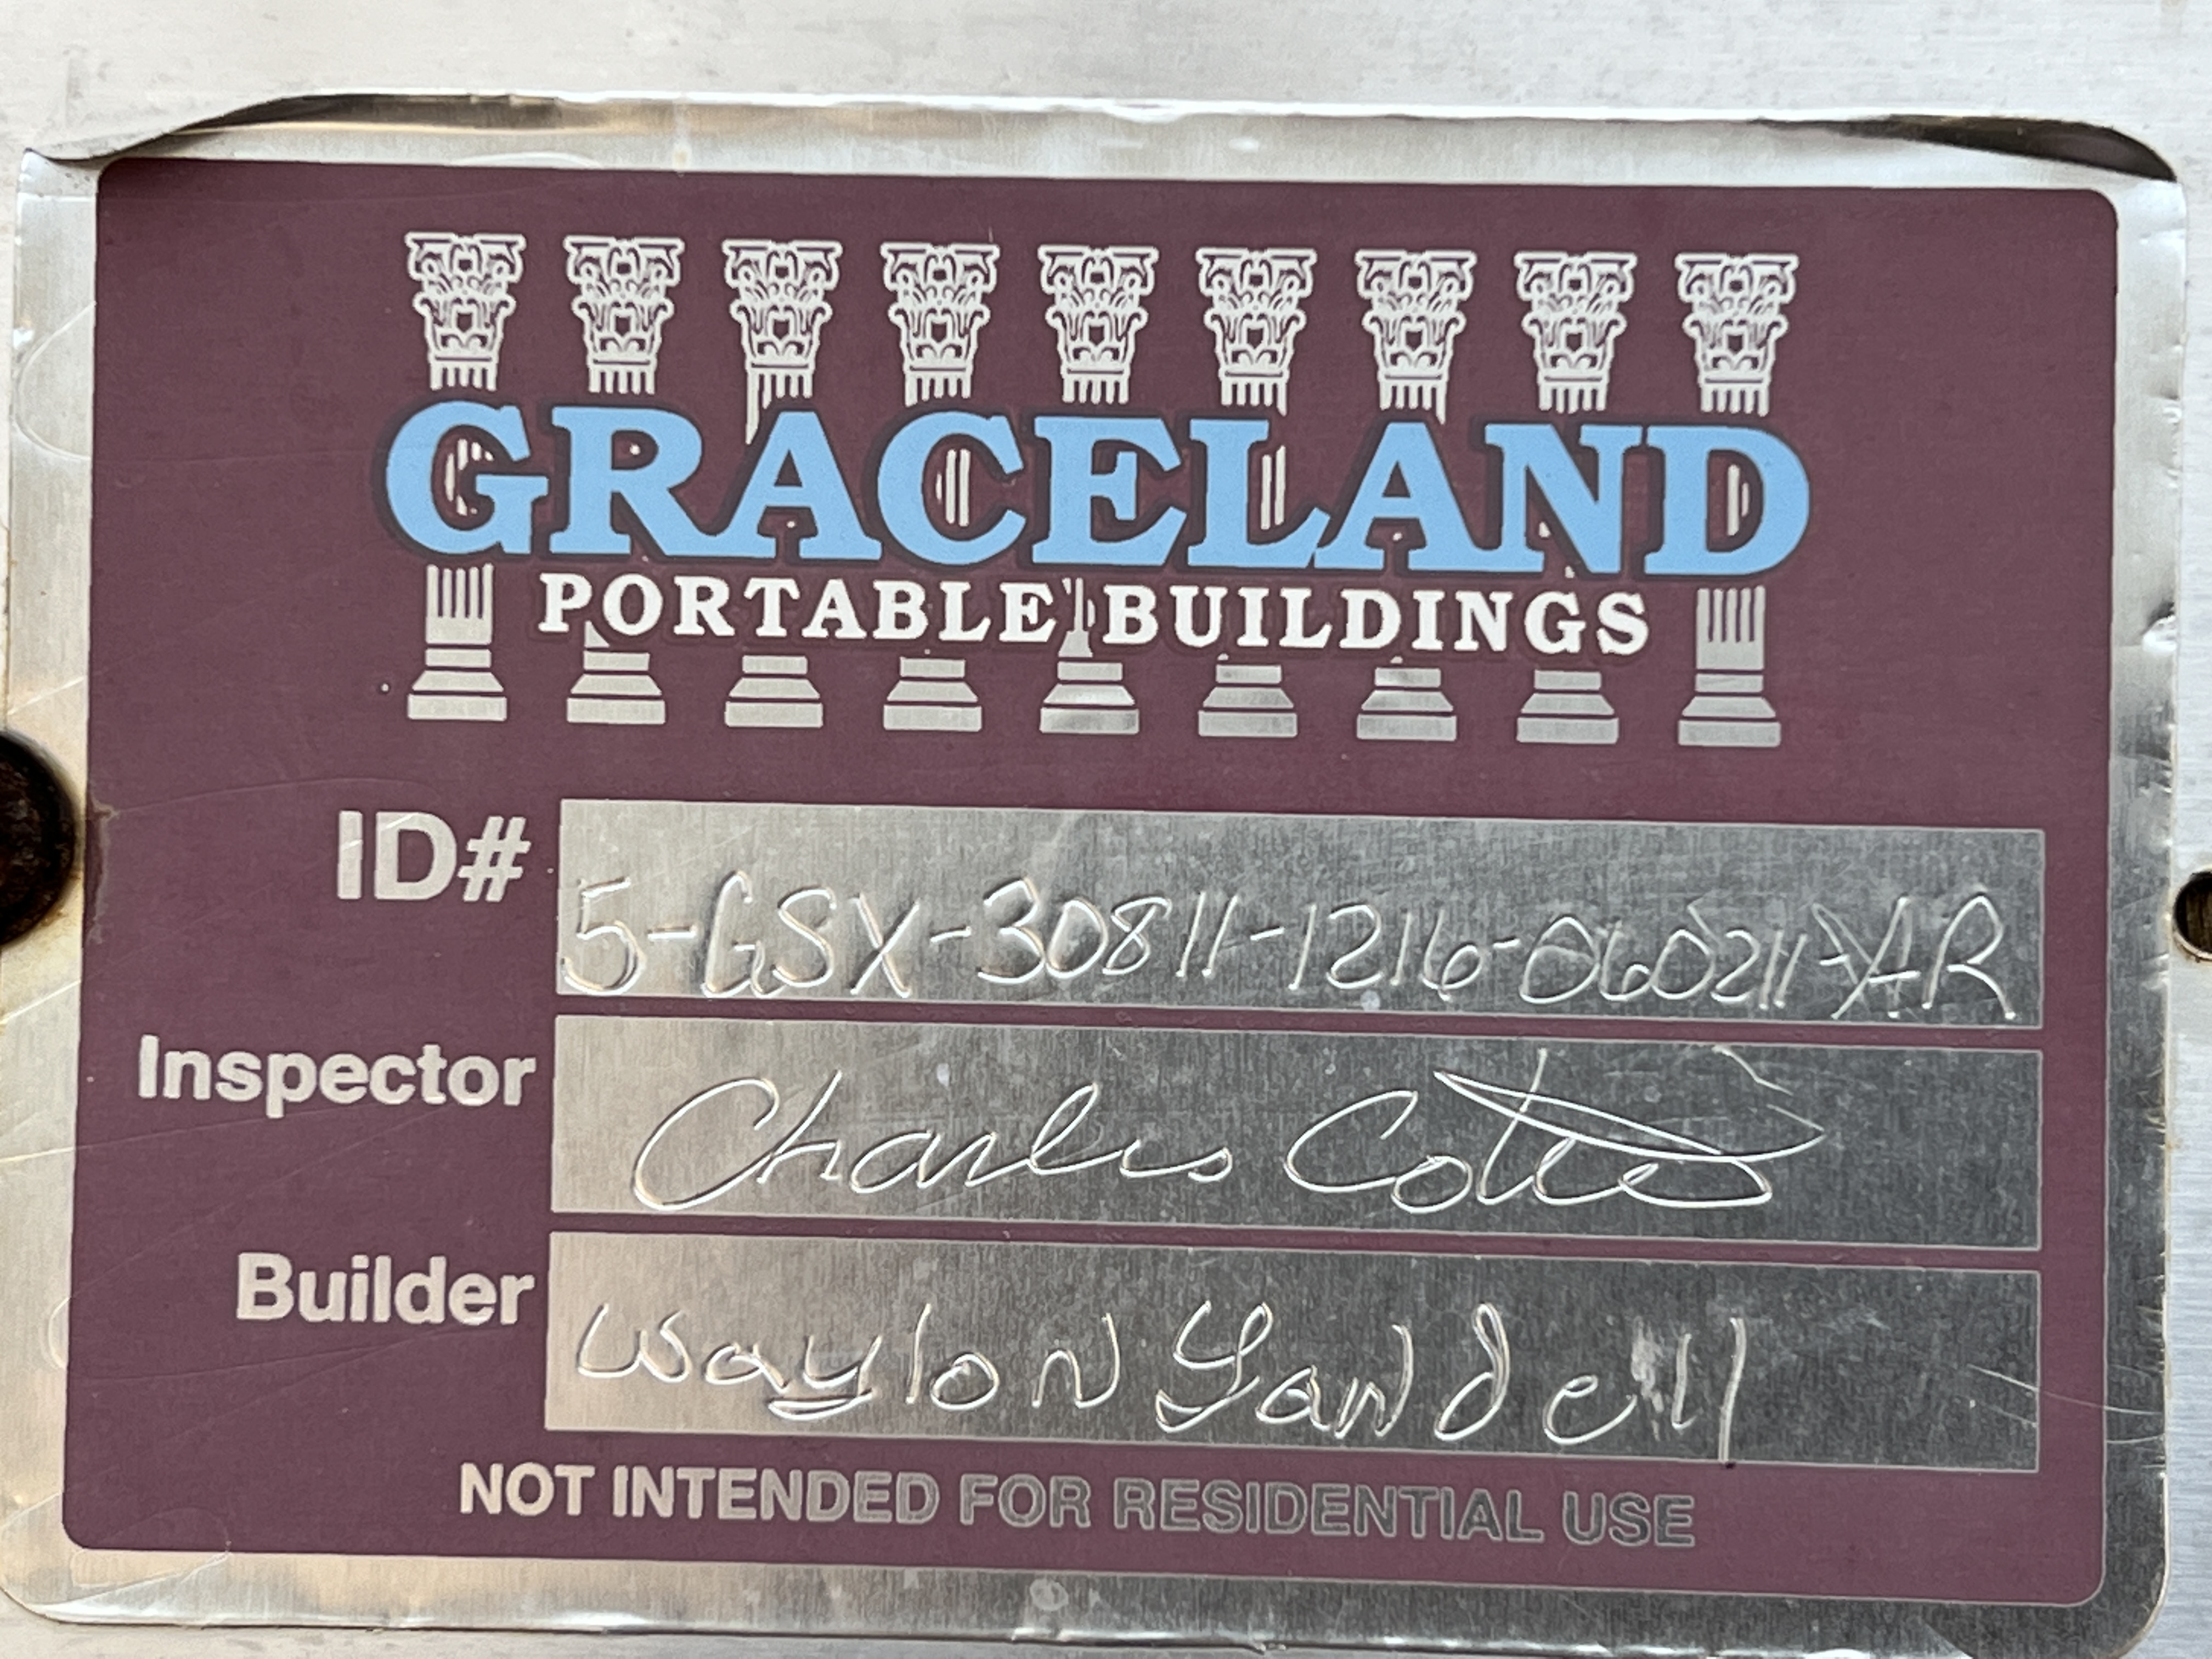 GRACELAND
PORTABLE BUILDINGS
ID# 5-GSX-30811-1216-060211-AR
Inspector Charles
Builder Waylon Yandell
NOT INTENDED FOR RESIDENTIAL USE